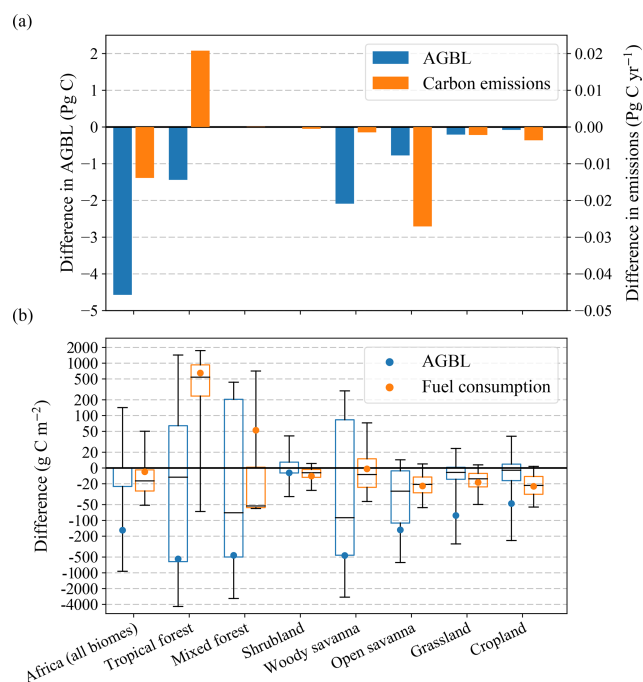 (a)
AGBL
Carbon emissions
Difference in AGBL (Pg C)
2
1
0
−1
−2
−3
−4
−5
Difference in emissions (Pg C yr⁻¹)
0.02
0.01
0.00
−0.01
−0.02
−0.03
−0.04
−0.05
(b)
AGBL
Fuel consumption
Difference (g C m⁻²)
2000
1000
500
200
100
50
20
0
-20
-50
-100
-200
-500
-1000
-2000
-4000
Africa (all biomes)
Tropical forest
Mixed forest
Shrubland
Woody savanna
Open savanna
Grassland
Cropland